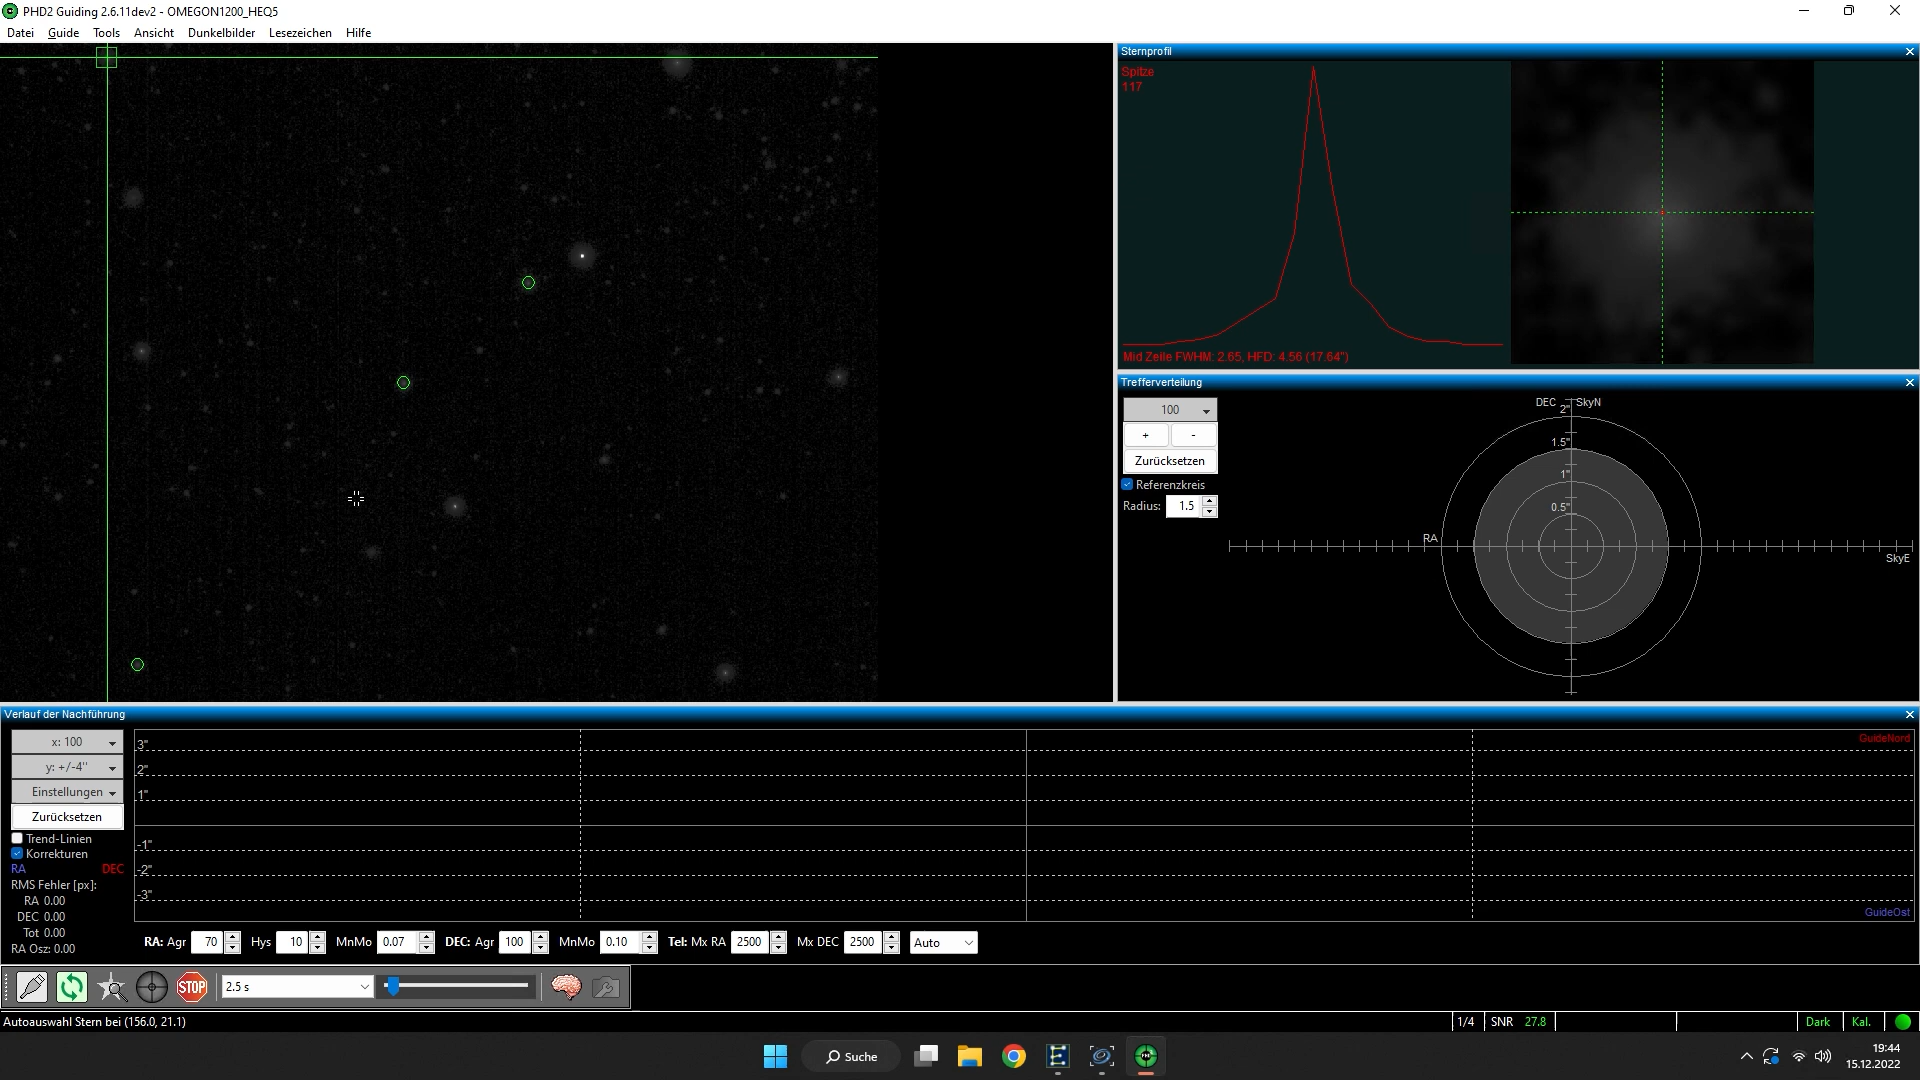 PHD2 Guiding 2.6.11dev2 - OMEGON1200_HEQ5
Datei Guide Tools Ansicht Dunkelbilder Lesezeichen Hilfe
Sternprofil
Spitze
117
Mid Zeile FWHM: 2.65, HFD: 4.56 (17.64")
Trefferverteilung
100
+ -
Zurücksetzen
Referenzkreis
Radius: 1.5
DEC SkyN
2"
1.5"
1"
0.5"
RA
SkyE
Verlauf der Nachführung
x: 100
y: +/-4"
Einstellungen
Zurücksetzen
Trend-Linien
Korrekturen
RA DEC
RMS Fehler [px]:
RA 0.00
DEC 0.00
Tot 0.00
RA Osz: 0.00
3"
2"
1"
-1"
-2"
-3"
GuideNord
GuideOst
RA: Agr 70 Hys 10 MnMo 0.07 DEC: Agr 100 MnMo 0.10 Tel: Mx RA 2500 Mx DEC 2500 Auto
STOP 2.5 s
Autoauswahl Stern bei (156.0, 21.1) 1/4 SNR 27.8 Dark Kal.
Suche
19:44
15.12.2022